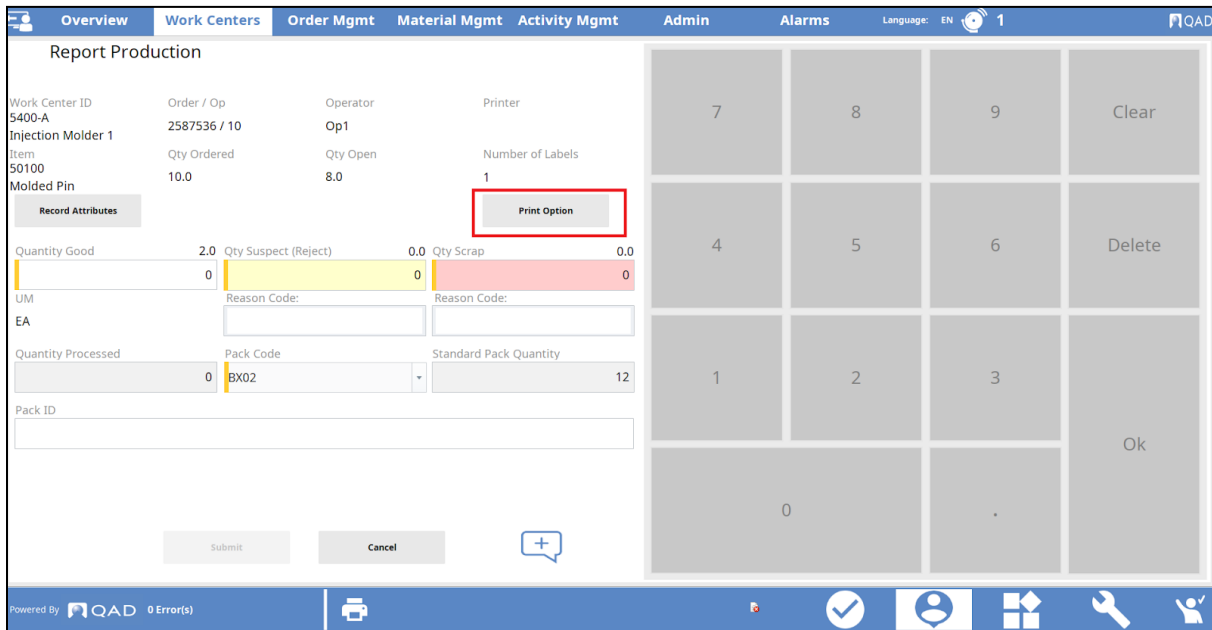 Overview Work Centers Order Mgmt Material Mgmt Activity Mgmt Admin Alarms Language: EN 1 QAD
Report Production
Work Center ID Order / Op Operator Printer
5400-A 2587536 / 10 Op1
Injection Molder 1
Item Qty Ordered Qty Open Number of Labels
50100 10.0 8.0 1
Molded Pin
Record Attributes Print Option
Quantity Good 2.0 Qty Suspect (Reject) 0.0 Qty Scrap 0.0
0 0 0
UM Reason Code: Reason Code:
EA
Quantity Processed Pack Code Standard Pack Quantity
0 BX02 12
Pack ID
Submit Cancel
7 8 9 Clear
4 5 6 Delete
1 2 3
Ok
0 .
Powered By QAD 0 Error(s)